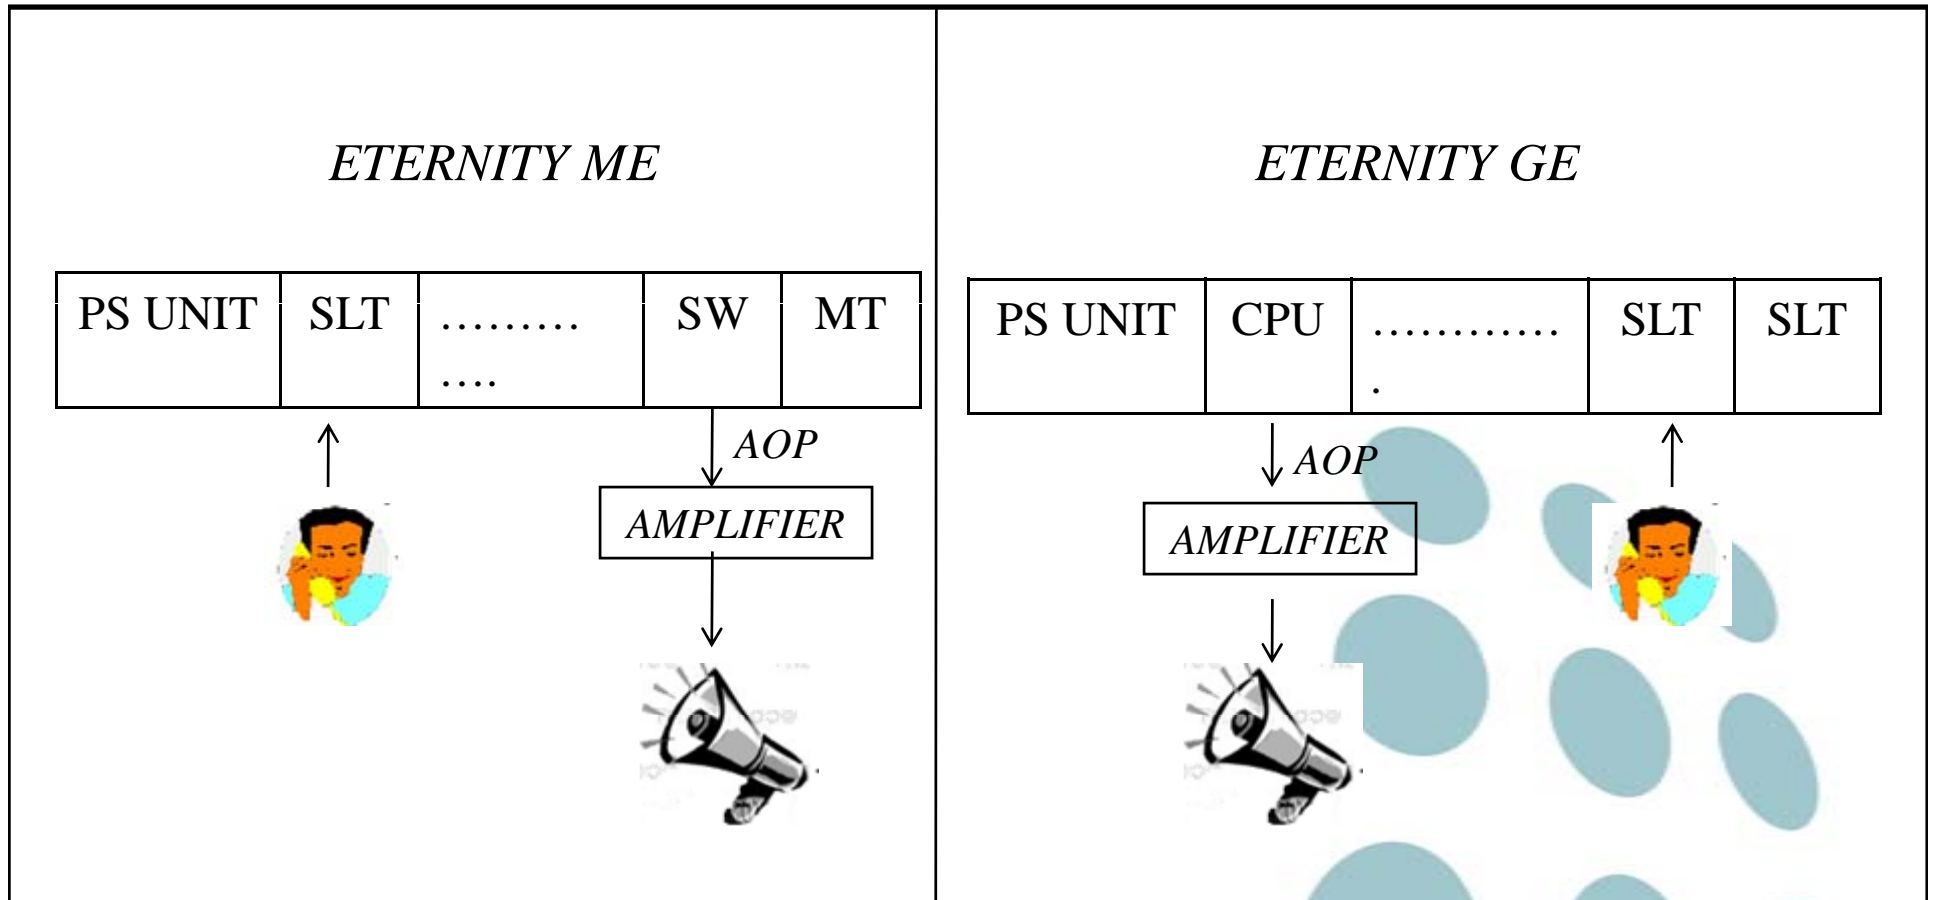 ETERNITY ME
PS UNIT SLT ......... SW MT
....
AOP
AMPLIFIER
ETERNITY GE
PS UNIT CPU ............ SLT SLT
.
AOP
AMPLIFIER